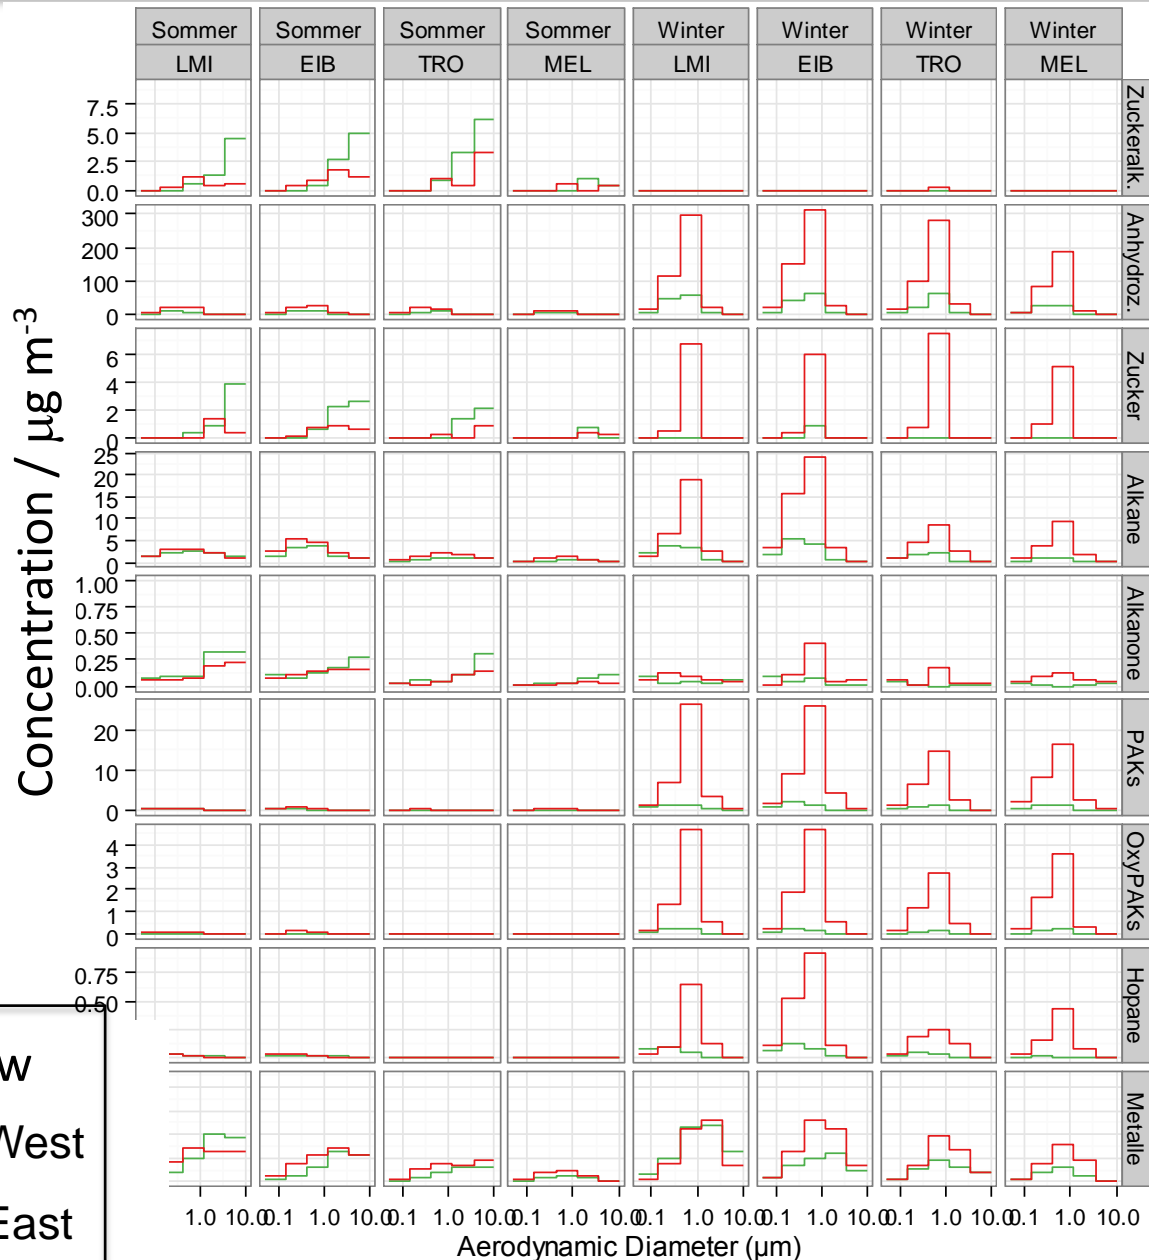 Sommer Sommer Sommer Sommer Winter Winter Winter Winter
LMI EIB TRO MEL LMI EIB TRO MEL
Concentration / µg m⁻³
7.5
5.0
2.5
0.0
Zuckeralk.
300
200
100
0
Anhydroz.
6
4
2
0
Zucker
25
20
15
10
5
0
Alkane
1.00
0.75
0.50
0.25
0.00
Alkanone
20
10
0
PAKs
4
3
2
1
0
OxyPAKs
0.75
0.50
Hopane
Metalle
w
West
East
1.0 10.0 0.1 1.0 10.0 0.1 1.0 10.0 0.1 1.0 10.0 0.1 1.0 10.0 0.1 1.0 10.0 0.1 1.0 10.0 0.1 1.0 10.0
Aerodynamic Diameter (µm)